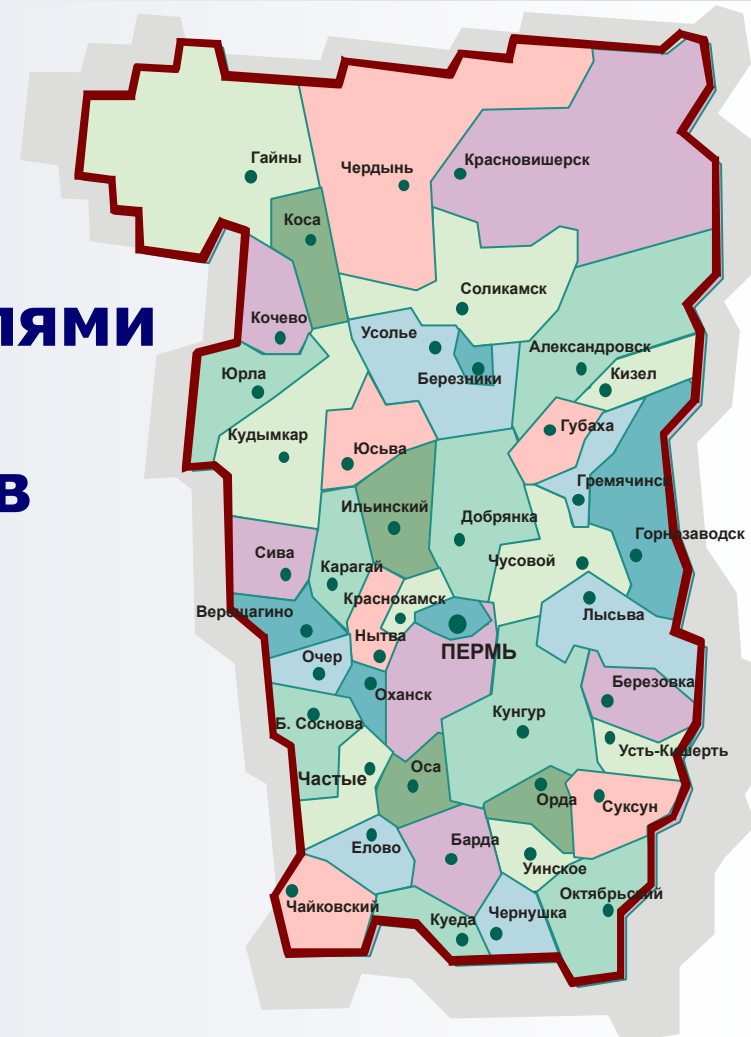 Гайны
Чердынь
Красновишерск
Коса
Соликамск
Кочево
лями
Усолье
Александровск
Березники
Кизел
Юрла
Губаха
Кудымкар
Юсьва
Гремячинск
в
Ильинский
Добрянка
Горнозаводск
Сива
Чусовой
Карагай
Краснокамск
Верещагино
Лысьва
Нытва
ПЕРМЬ
Очер
Березовка
Оханск
Кунгур
Б. Соснова
Усть-Кишерть
Оса
Частые
Орда
Суксун
Елово
Барда
Уинское
Октябрьский
Чайковский
Куеда
Чернушка